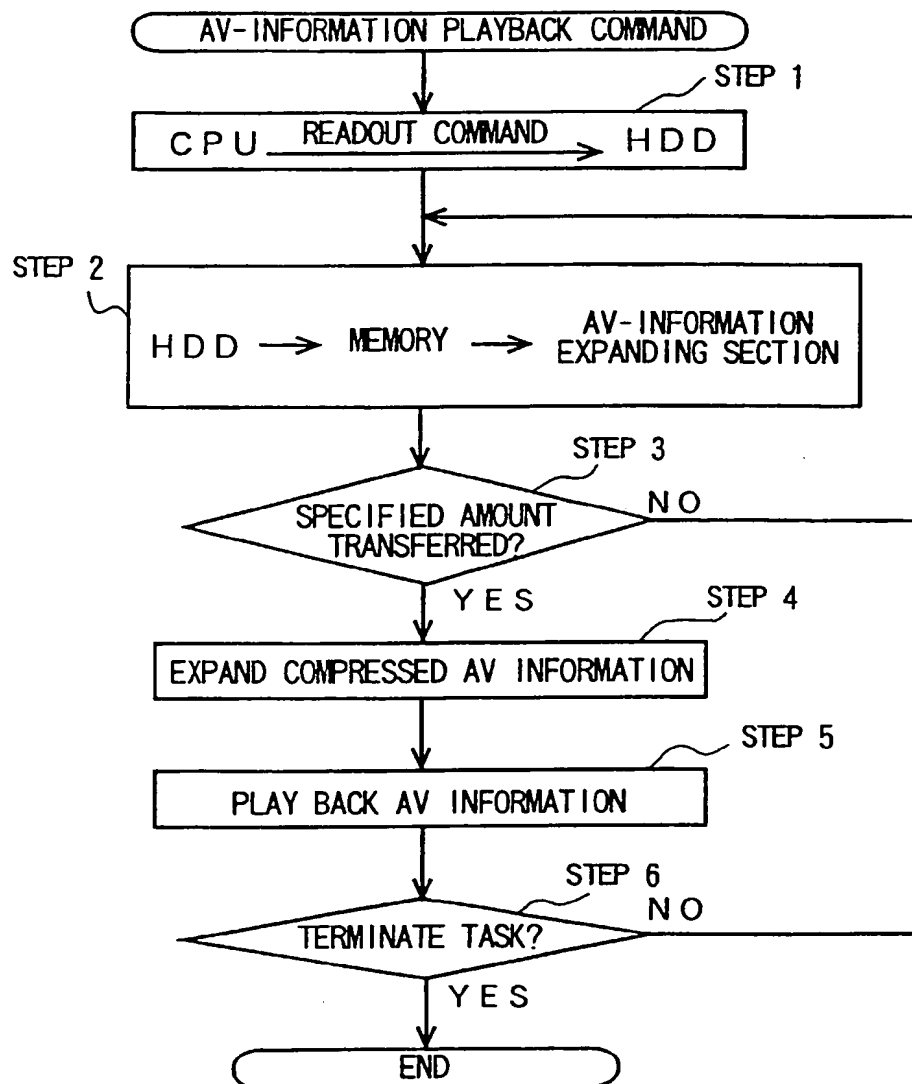 AV-INFORMATION PLAYBACK COMMAND
STEP 1
CPU READOUT COMMAND HDD
STEP 2
HDD MEMORY AV-INFORMATION
EXPANDING SECTION
STEP 3
SPECIFIED AMOUNT
TRANSFERRED?
NO
YES
STEP 4
EXPAND COMPRESSED AV INFORMATION
STEP 5
PLAY BACK AV INFORMATION
STEP 6
TERMINATE TASK?
NO
YES
END